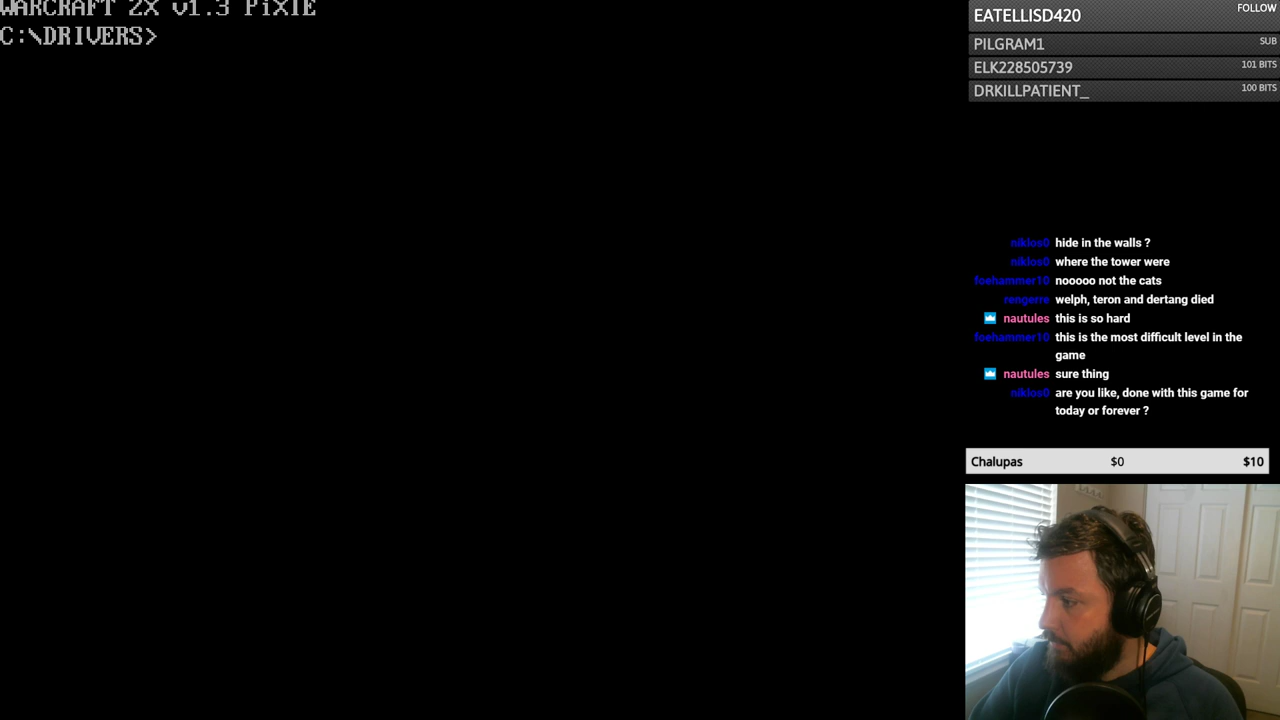 WARCRAFT 2X v1.3 PiXIE
C:\DRIVERS>
EATELLISD420 FOLLOW
PILGRAM1 SUB
ELK228505739 101 BITS
DRKILLPATIENT_ 100 BITS
niklos0 hide in the walls ?
niklos0 where the tower were
foehammer10 nooooo not the cats
rengerre welph, teron and dertang died
nautules this is so hard
foehammer10 this is the most difficult level in the
game
nautules sure thing
niklos0 are you like, done with this game for
today or forever ?
Chalupas $0 $10